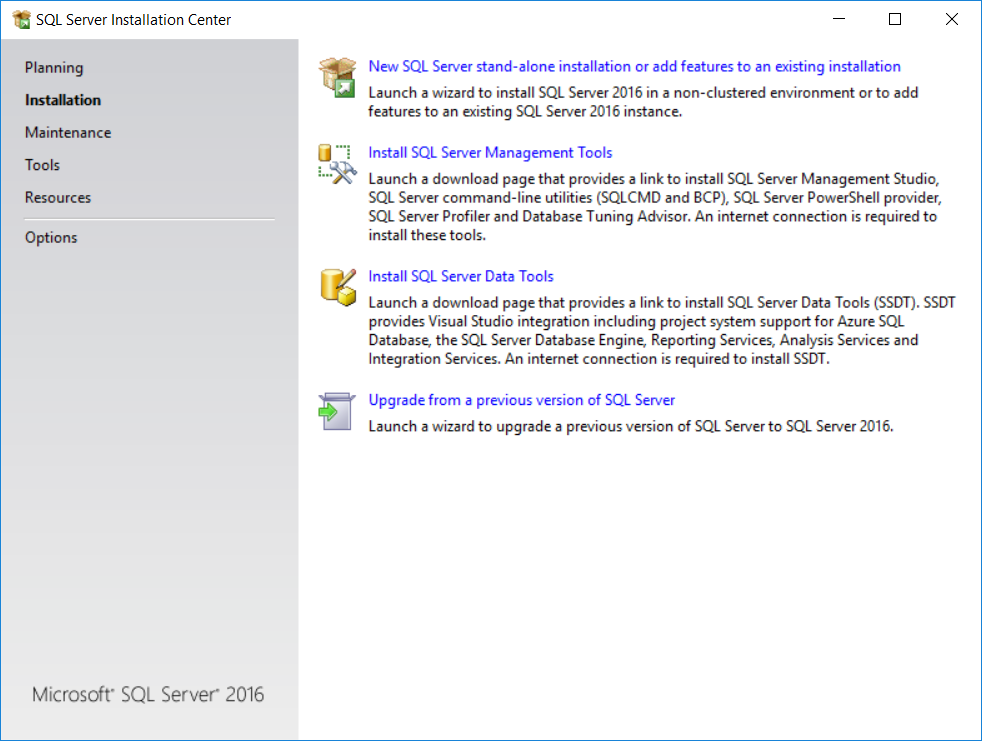 SQL Server Installation Center
Planning
Installation
Maintenance
Tools
Resources
Options
New SQL Server stand-alone installation or add features to an existing installation
Launch a wizard to install SQL Server 2016 in a non-clustered environment or to add
features to an existing SQL Server 2016 instance.
Install SQL Server Management Tools
Launch a download page that provides a link to install SQL Server Management Studio,
SQL Server command-line utilities (SQLCMD and BCP), SQL Server PowerShell provider,
SQL Server Profiler and Database Tuning Advisor. An internet connection is required to
install these tools.
Install SQL Server Data Tools
Launch a download page that provides a link to install SQL Server Data Tools (SSDT). SSDT
provides Visual Studio integration including project system support for Azure SQL
Database, the SQL Server Database Engine, Reporting Services, Analysis Services and
Integration Services. An internet connection is required to install SSDT.
Upgrade from a previous version of SQL Server
Launch a wizard to upgrade a previous version of SQL Server to SQL Server 2016.
Microsoft® SQL Server® 2016